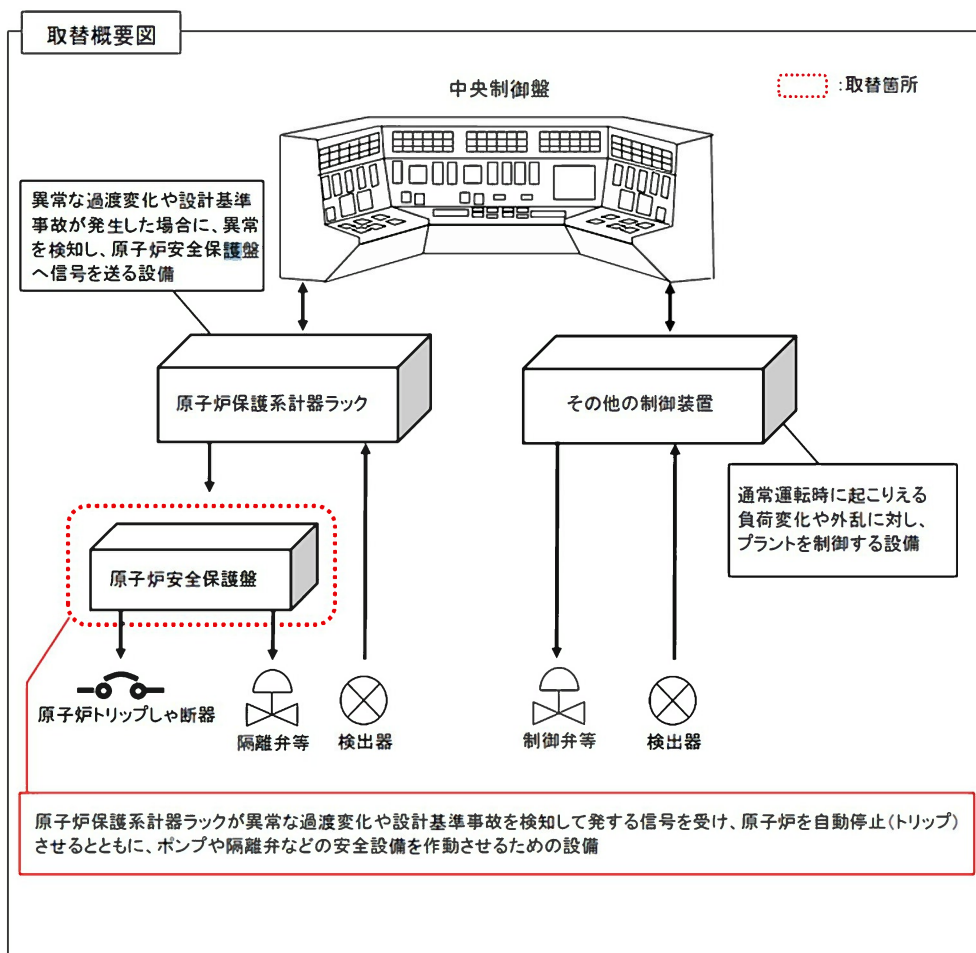 取替概要図
中央制御盤
:取替箇所
異常な過渡変化や設計基準
事故が発生した場合に、異常
を検知し、原子炉安全保護盤
へ信号を送る設備
原子炉保護系計器ラック
その他の制御装置
通常運転時に起こりえる
負荷変化や外乱に対し、
プラントを制御する設備
原子炉安全保護盤
原子炉トリップしゃ断器
隔離弁等
検出器
制御弁等
検出器
原子炉保護系計器ラックが異常な過渡変化や設計基準事故を検知して発する信号を受け、原子炉を自動停止(トリップ)
させるとともに、ポンプや隔離弁などの安全設備を作動させるための設備